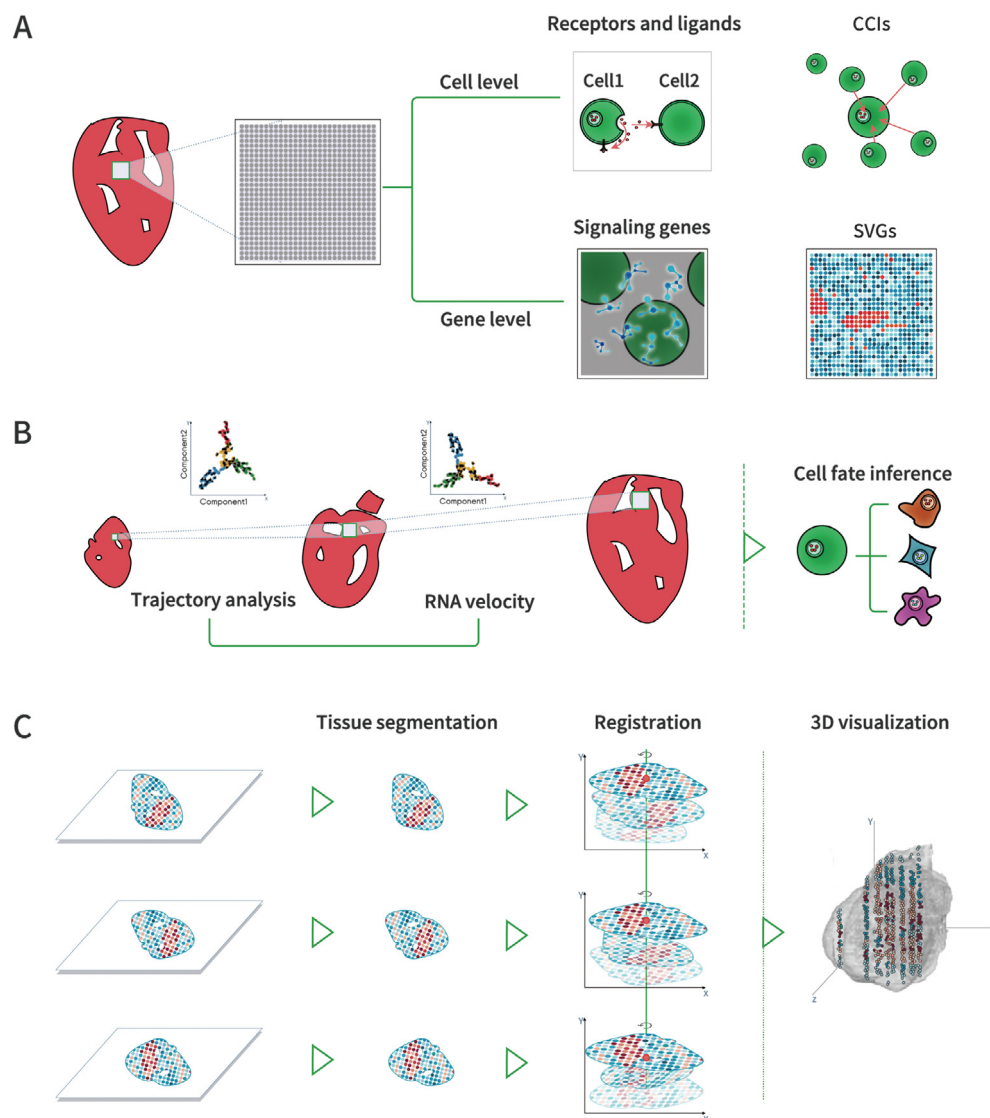 A
Receptors and ligands
CCIs
Cell level
Cell1
Cell2
Signaling genes
SVGs
Gene level
B
Y
Component2
Component1
x
Y
Component2
Component1
x
Cell fate inference
Trajectory analysis
RNA velocity
C
Tissue segmentation
Registration
3D visualization
Y
X
Y
Z
Y
X
Y
X